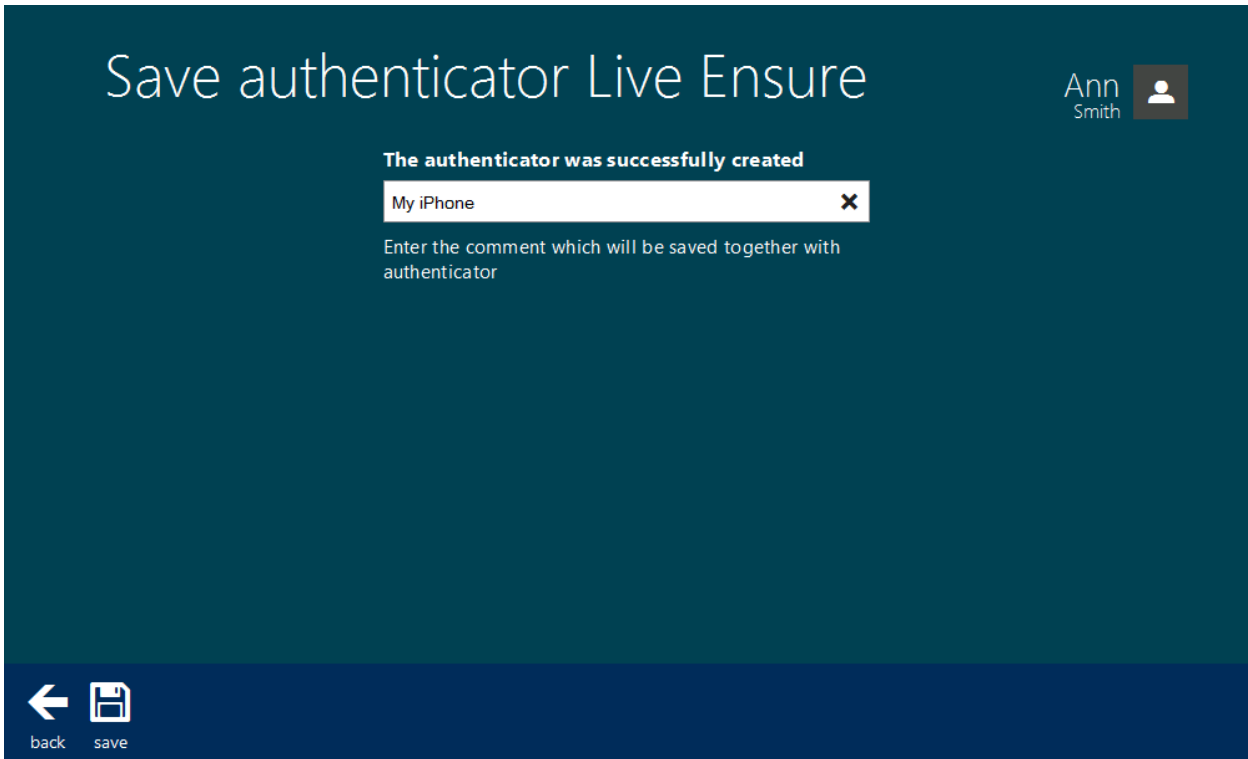 Save authenticator Live Ensure
Ann
Smith
The authenticator was successfully created
My iPhone
Enter the comment which will be saved together with
authenticator
back
save